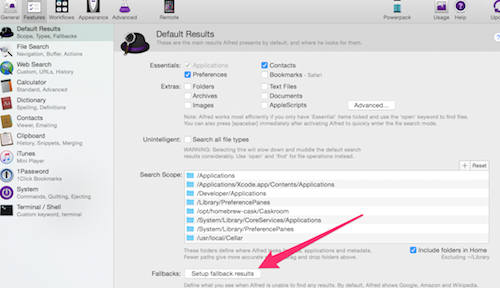 General Features Workflows Appearance Advanced Remote Powerpack Usage Help
Default Results
Scope, Types, Fallbacks
File Search
Navigation, Buffer, Actions
Web Search
Bookmarks, Custom, URL, History
Calculator
Standard, Advanced
Dictionary
Spelling, Definitions
Contacts
Viewer, Emailing
Clipboard
History, Snippets, Merging
iTunes
Mini Player
1Password
1Click Bookmarks
System
Commands, Ejecting
Terminal / Shell
Custom keyword, terminal
Default Results
These are the main results Alfred presents by default, and where he looks for them.
Essentials: Applications Contacts
Preferences Bookmarks - Safari
Extras: Folders Text Files
Archives Documents
Images AppleScripts Advanced...
Note: Alfred works most efficiently if you only have 'Essential' items ticked and use the 'open' keyword to find files.
You can also press [spacebar] immediately after activating Alfred to quickly enter the file search mode.
Unintelligent: Search all file types
WARNING: Selecting this will slow down and muddle the default search
results considerably. Use 'open' and 'find' for file operations instead.
+ Reset
Search Scope: /Applications
/Applications/Xcode.app/Contents/Applications
/Developer/Applications
/Library/PreferencePanes
/opt/homebrew-cask/Caskroom
/System/Library/CoreServices/Applications
/System/Library/PreferencePanes
/usr/local/Cellar
These folders define where Alfred looks applications and metadata.
Fewer paths give more accurate and drop folders above.
Include folders in Home
Excluding ~/Library
Fallbacks: Setup fallback results
Define what you see when Alfred is unable to find any results. By default, Alfred shows Google, Amazon
and Wikipedia.